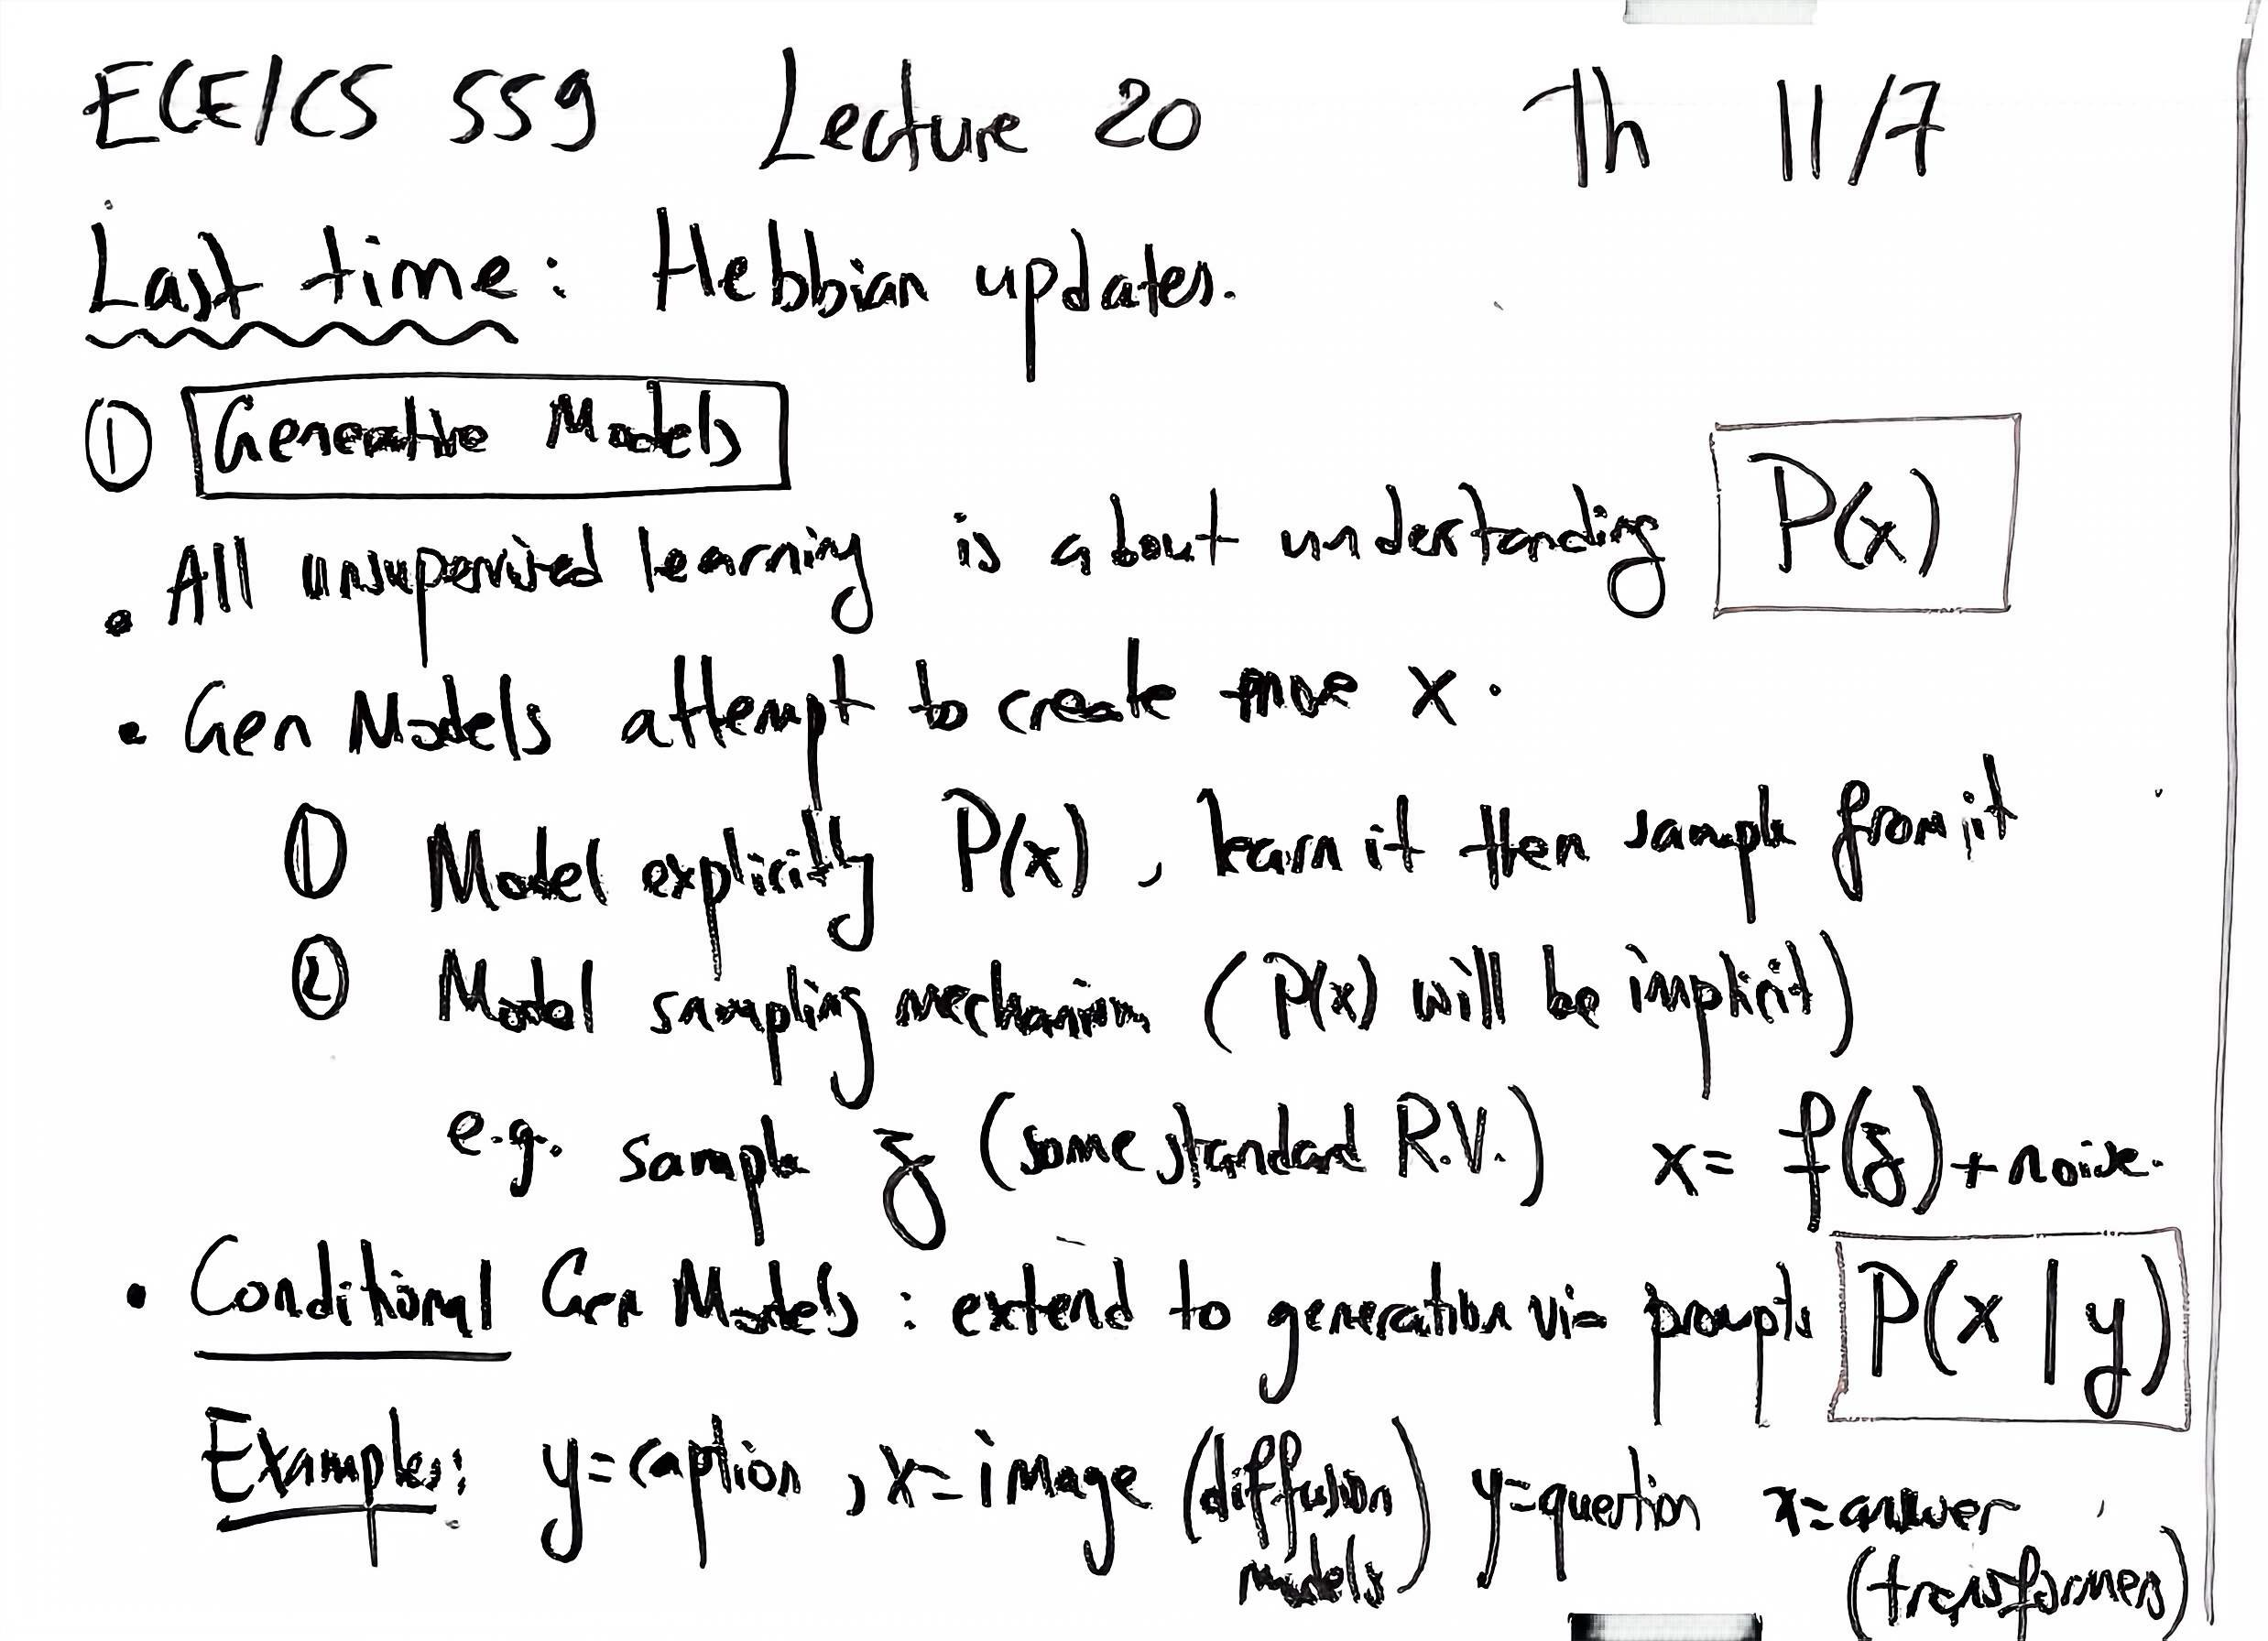 ECE/CS 559 Lecture 20 Th 11/7
Last time: Hebbian updates.
① Generative Models
• All unsupervised learning is about understanding P(x)
• Gen Models attempt to create more x.
① Model explicitly P(x), learn it then sample from it
② Model sampling mechanism (P(x) will be implicit)
e.g. sample z (some standard R.V.) x = f(z) + noise.
• Conditional Gen Models: extend to generation via prompts P(x | y)
Examples: y=caption, x=image (diffusion models) y=question x=answer (transformers)